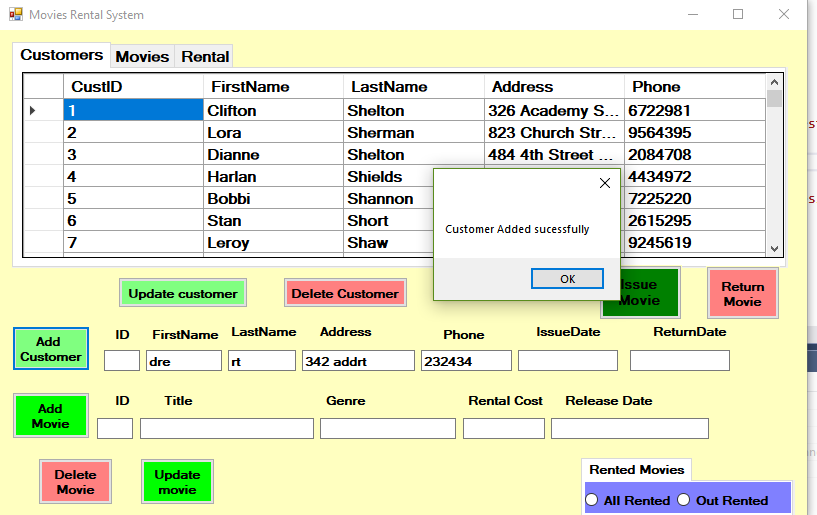 Movies Rental System
Customers Movies Rental
CustID FirstName LastName Address Phone
1 Clifton Shelton 326 Academy S... 6722981
2 Lora Sherman 823 Church Str... 9564395
3 Dianne Shelton 484 4th Street ... 2084708
4 Harlan Shields 4434972
5 Bobbi Shannon 7225220
6 Stan Short 2615295
7 Leroy Shaw 9245619
Customer Added sucessfully
OK
Update customer Delete Customer
Issue
Movie
Return
Movie
Add
Customer
ID FirstName LastName Address Phone IssueDate ReturnDate
dre rt 342 addrt 232434
Add
Movie
ID Title Genre Rental Cost Release Date
Delete
Movie
Update
movie
Rented Movies
All Rented Out Rented